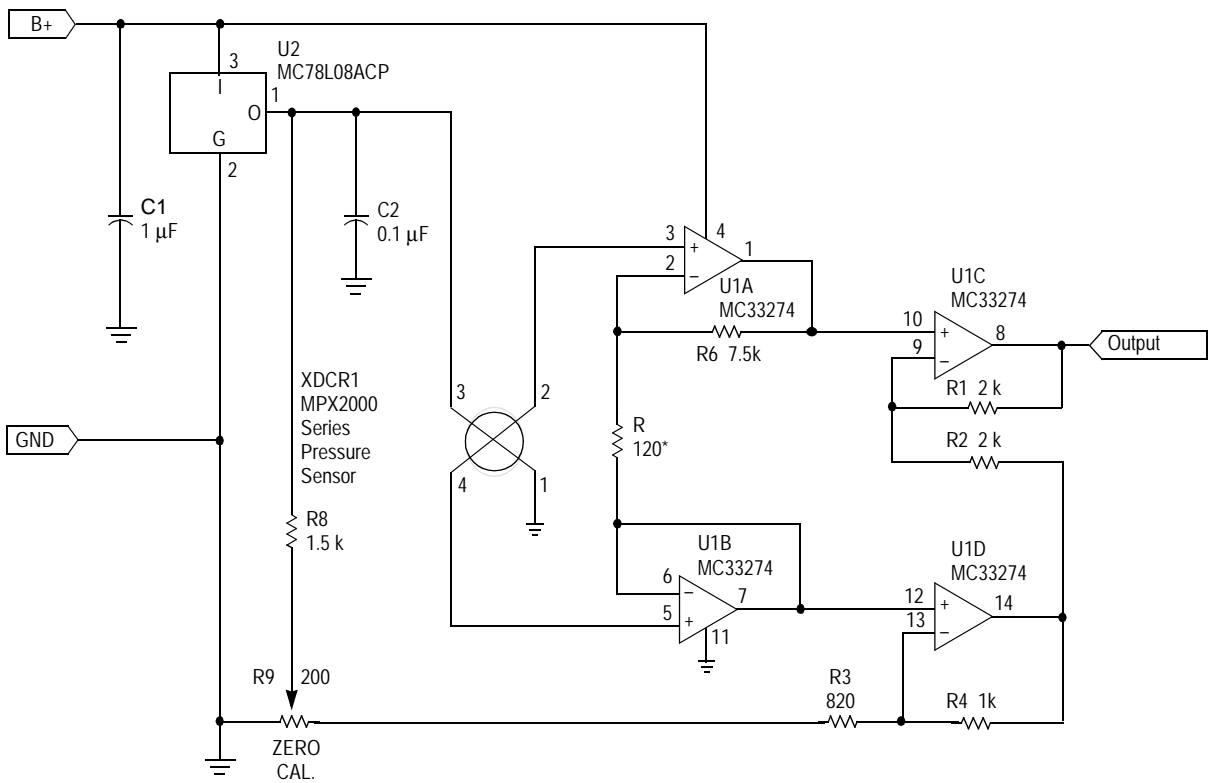 B+
U2
MC78L08ACP
3
I
1
O
G
2
C1
1 µF
C2
0.1 µF
3
4
1
+
2
−
U1A
MC33274
R6 7.5k
U1C
MC33274
10
+
8
9
−
Output
R1 2 k
R2 2 k
XDCR1
MPX2000
Series
Pressure
Sensor
3
2
4
1
GND
R
120*
R8
1.5 k
U1B
MC33274
6
−
7
5
+
11
U1D
MC33274
12
+
14
13
−
R9 200
R3
820
R4 1k
ZERO
CAL.